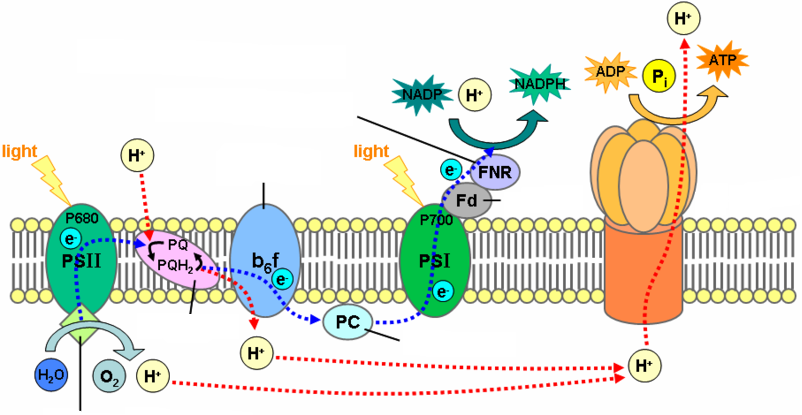 H⁺
ADP
Pᵢ
ATP
NADP
H⁺
NADPH
light
H⁺
light
e⁻
FNR
Fd
P680
e⁻
PSII
PQ
PQH₂
b₆f
e⁻
P700
PSI
e⁻
PC
H⁺
H⁺
H₂O
O₂
H⁺